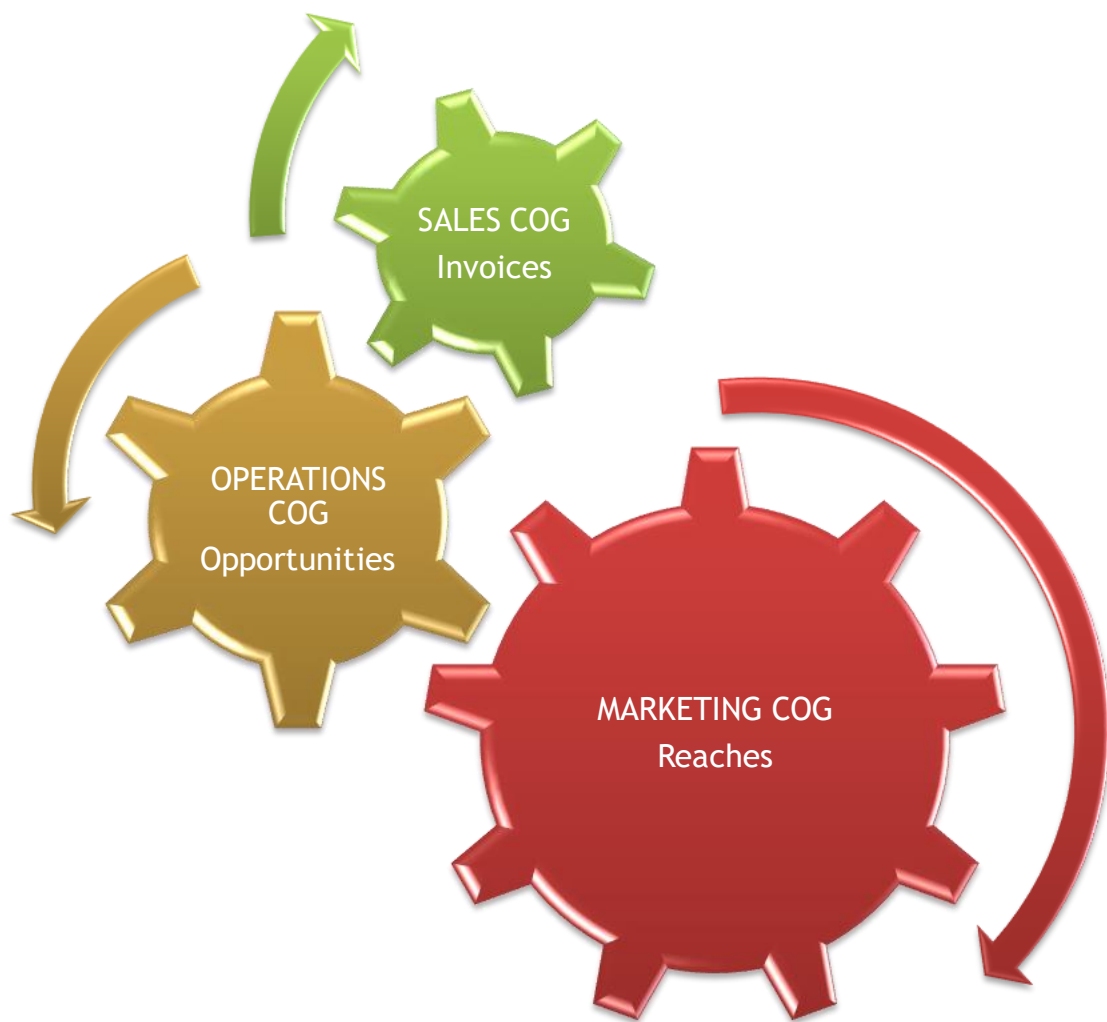 SALES COG
Invoices
OPERATIONS
COG
Opportunities
MARKETING COG
Reaches